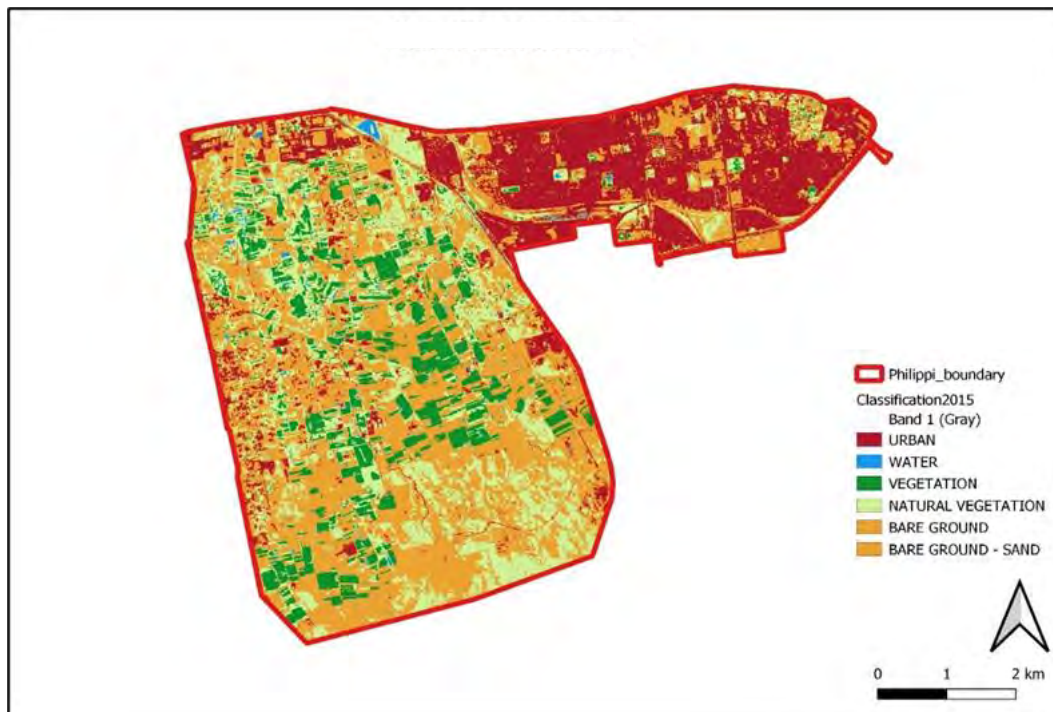 Philippi_boundary
Classification2015
Band 1 (Gray)
URBAN
WATER
VEGETATION
NATURAL VEGETATION
BARE GROUND
BARE GROUND - SAND
0 1 2 km